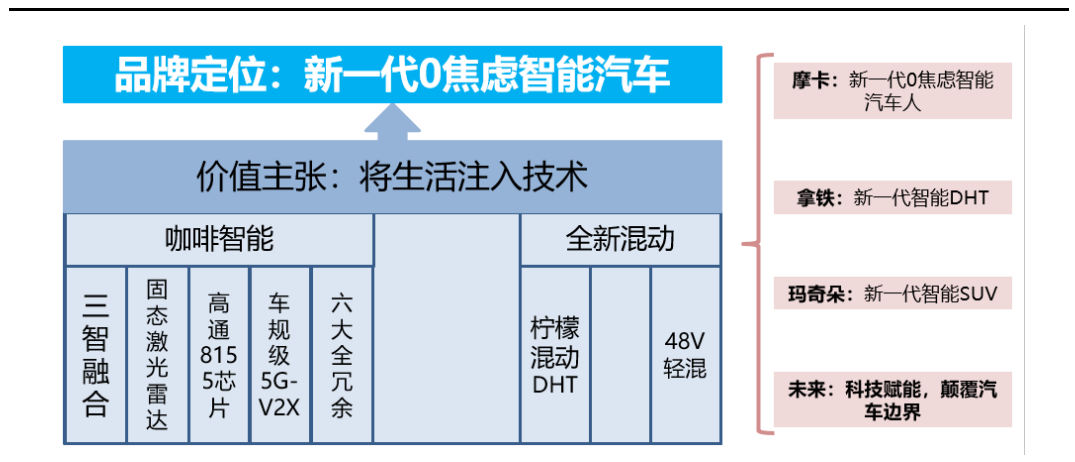 品牌定位：新一代0焦虑智能汽车
价值主张：将生活注入技术
咖啡智能
全新混动
三
智
融
合
固
态
激
光
雷
达
高
通
815
5芯
片
车
规
级
5G-
V2X
六
大
全
冗
余
柠檬
混动
DHT
48V
轻混
摩卡：新一代0焦虑智能
汽车人
拿铁：新一代智能DHT
玛奇朵：新一代智能SUV
未来：科技赋能，颠覆汽
车边界